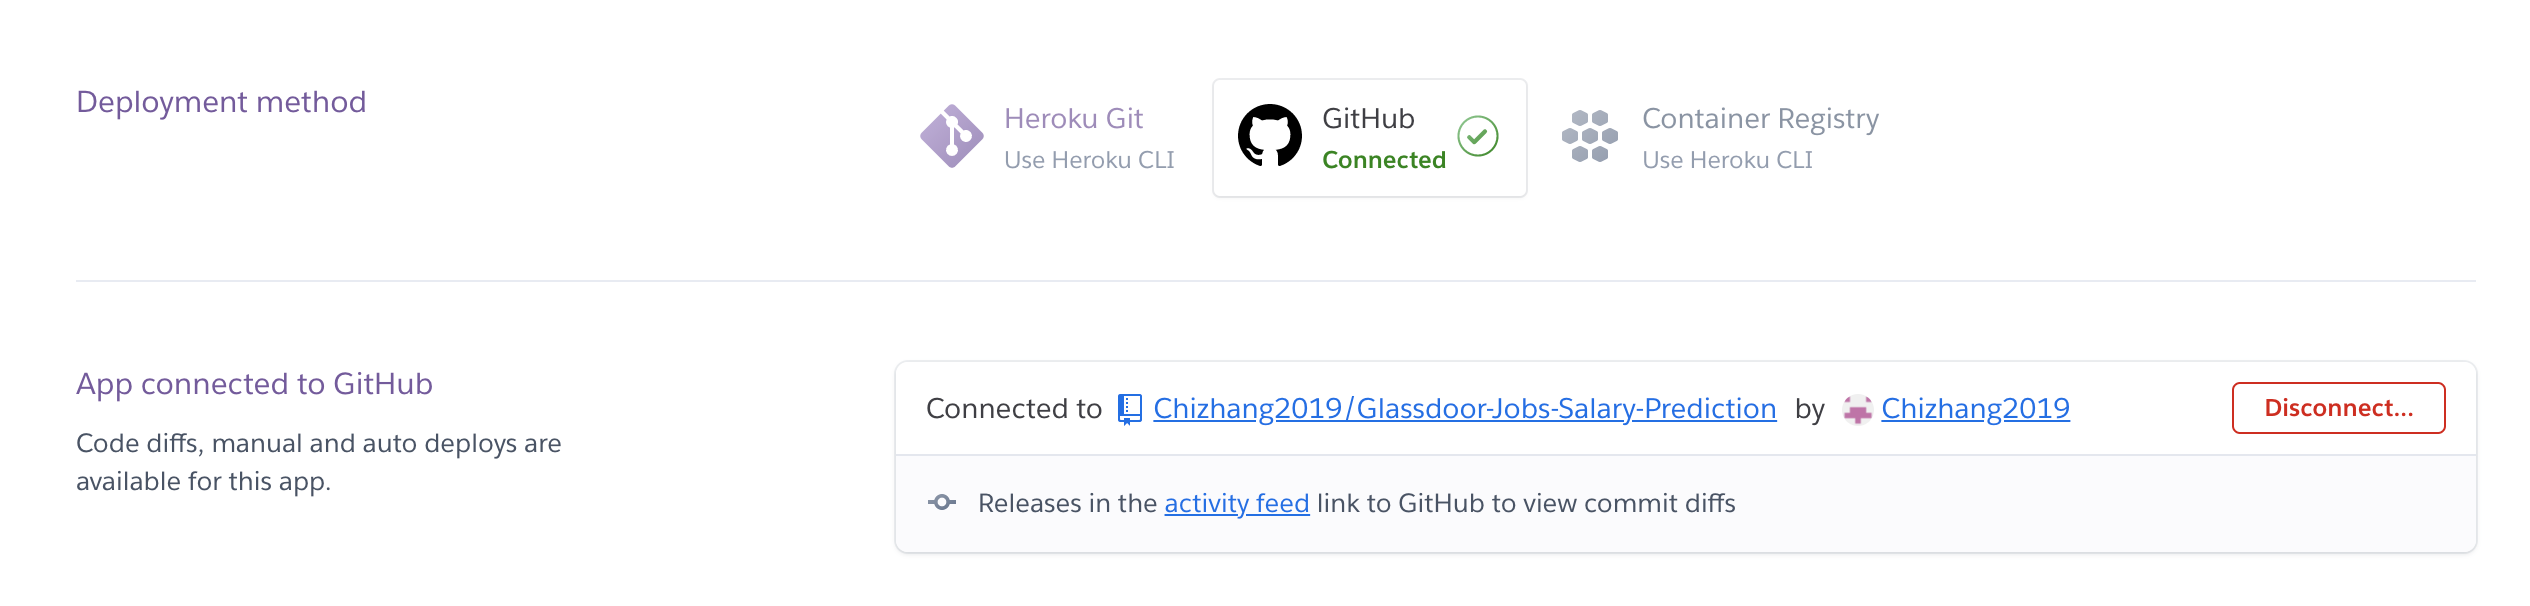 Deployment method
Heroku Git
Use Heroku CLI
GitHub
Connected
Container Registry
Use Heroku CLI
App connected to GitHub
Code diffs, manual and auto deploys are
available for this app.
Connected to Chizhang2019/Glassdoor-Jobs-Salary-Prediction by Chizhang2019
Disconnect...
Releases in the activity feed link to GitHub to view commit diffs